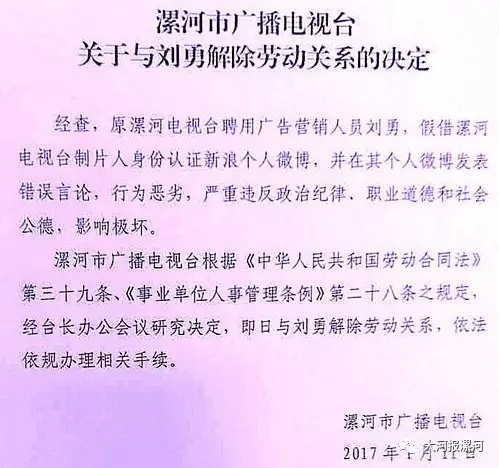 漯河市广播电视台
关于与刘勇解除劳动关系的决定
经查，原漯河电视台聘用广告营销人员刘勇，假借漯河
电视台制片人身份认证新浪个人微博，并在其个人微博发表
错误言论，行为恶劣，严重违反政治纪律、职业道德和社会
公德，影响极坏。
漯河市广播电视台根据《中华人民共和国劳动合同法》
第三十九条、《事业单位人事管理条例》第二十八条之规定，
经台长办公会议研究决定，即日与刘勇解除劳动关系，依法
依规办理相关手续。
漯河市广播电视台
大河报漯河
2017年1月11日